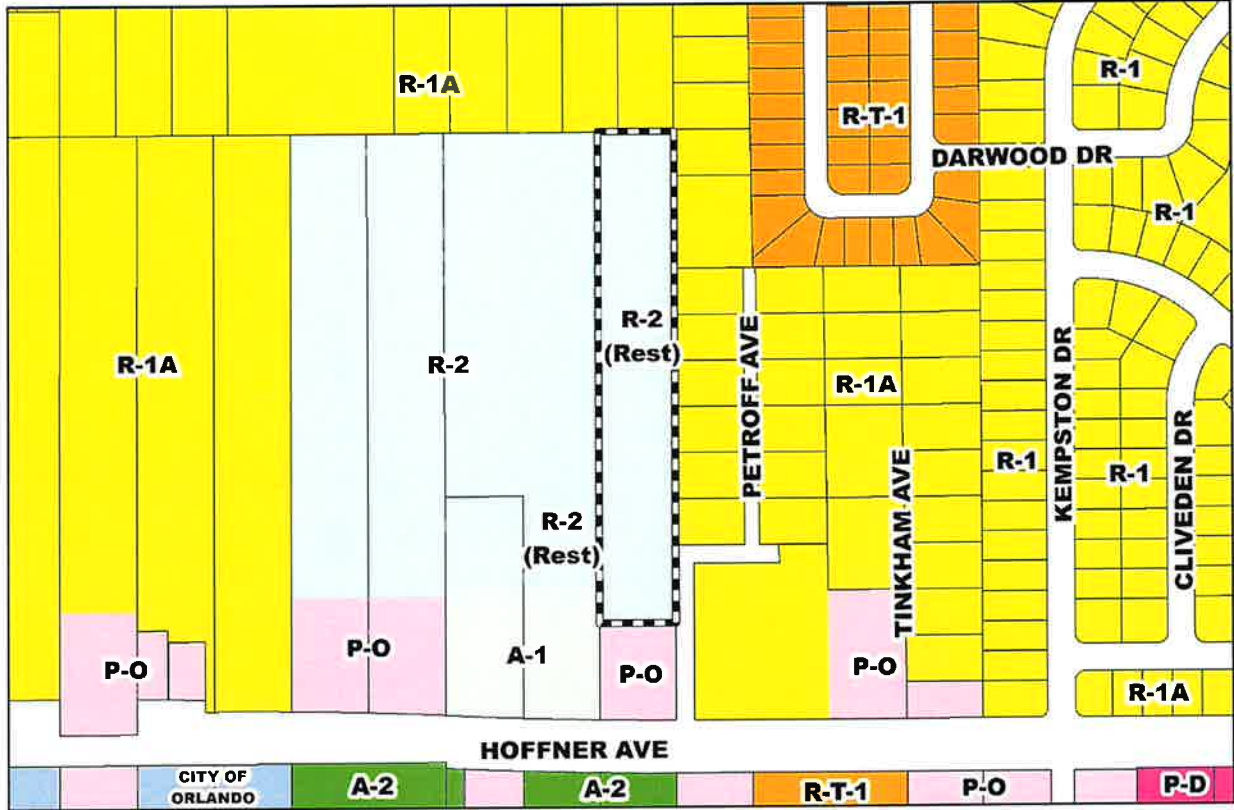 R-1A
R-1
R-T-1
DARWOOD DR
R-1
R-2
(Rest)
R-1A
R-2
PETROFF AVE
R-1A
KEMPSTON DR
R-1
R-1
CLIVEDEN DR
TINKHAM AVE
R-2
(Rest)
P-O
P-O
A-1
P-O
P-O
R-1A
HOFFNER AVE
CITY OF
ORLANDO
A-2
A-2
R-T-1
P-O
P-D